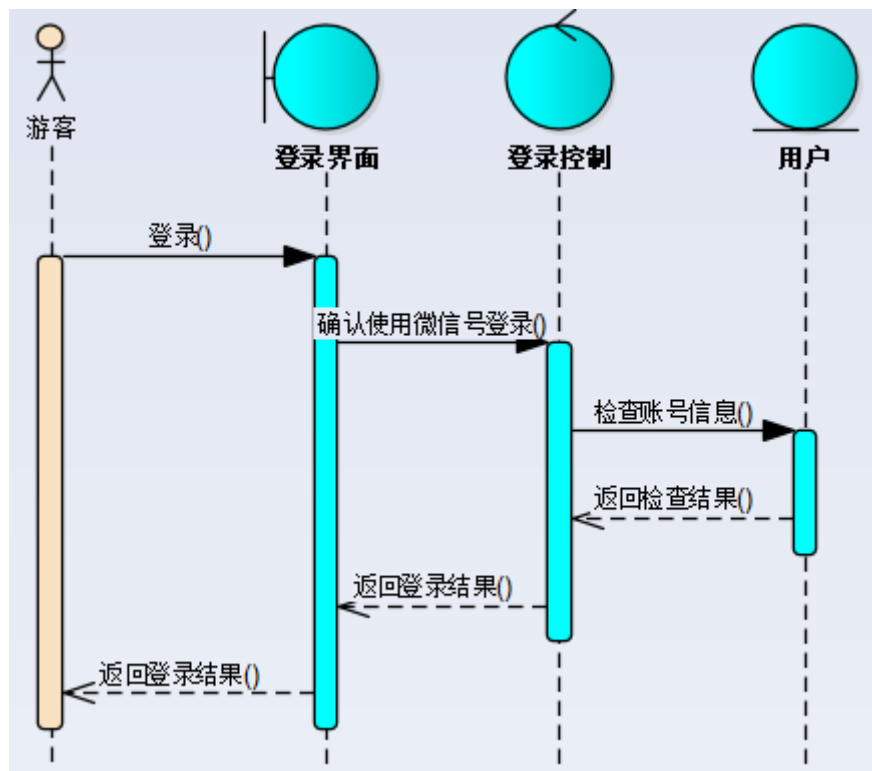 游客
登录界面
登录控制
用户
登录()
确认使用微信号登录()
检查账号信息()
返回检查结果()
返回登录结果()
返回登录结果()